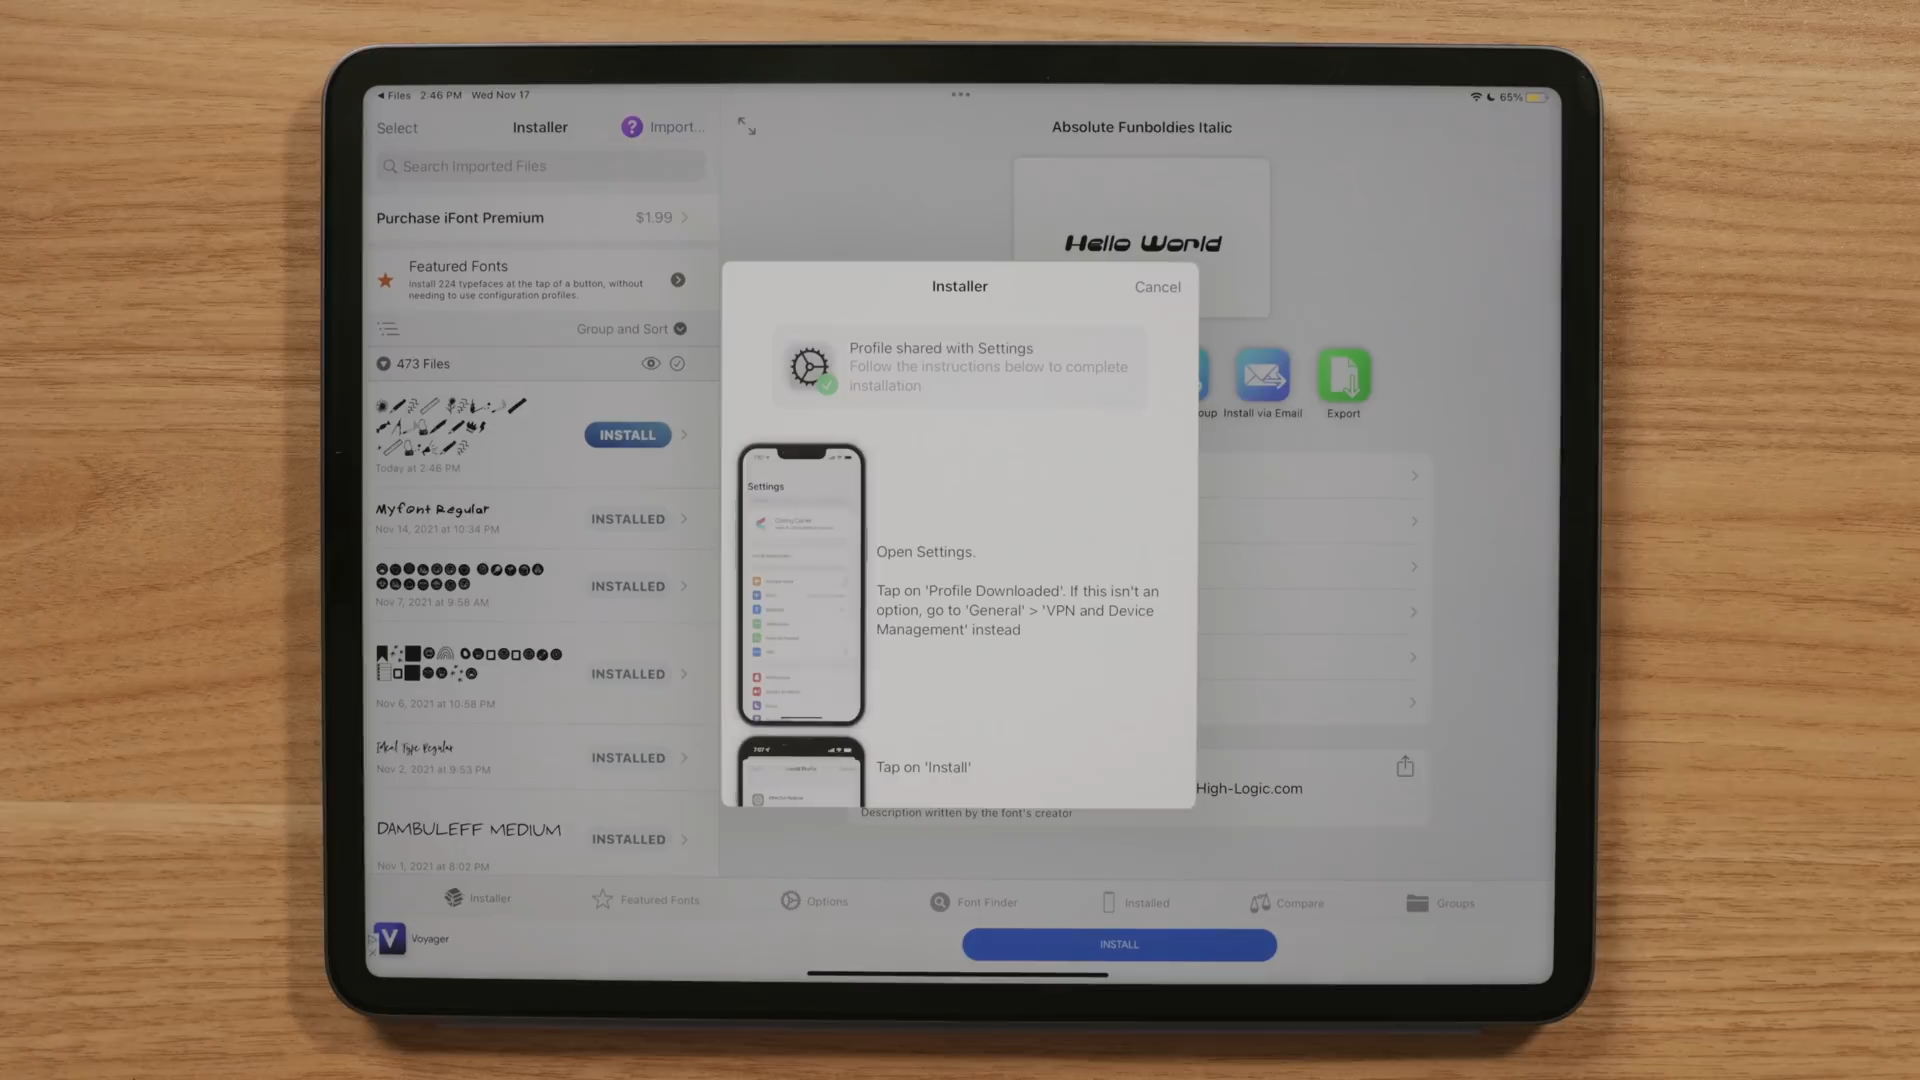 Files 2:46 PM Wed Nov 17
65%
Select
Installer
? Import...
Search Imported Files
Purchase iFont Premium
$1.99
Featured Fonts
Install 224 typefaces at the tap of a button, without
needing to use configuration profiles.
Group and Sort
473 Files
INSTALL
Today at 2:46 PM
Myfont Regular
Nov 14, 2021 at 10:34 PM
INSTALLED
Nov 7, 2021 at 9:58 AM
INSTALLED
Nov 6, 2021 at 10:58 PM
INSTALLED
Ideal Type Regular
Nov 2, 2021 at 9:53 PM
INSTALLED
DAMBULEFF MEDIUM
Nov 1, 2021 at 8:02 PM
INSTALLED
Absolute Funboldies Italic
Hello World
Installer
Cancel
Profile shared with Settings
Follow the instructions below to complete
installation
Settings
Open Settings.
Tap on 'Profile Downloaded'. If this isn't an
option, go to 'General' > 'VPN and Device
Management' instead
7:07
Tap on 'Install'
oup
Install via Email
Export
High-Logic.com
Description written by the font's creator
Installer
Featured Fonts
Options
Font Finder
Installed
Compare
Groups
V
Voyager
INSTALL